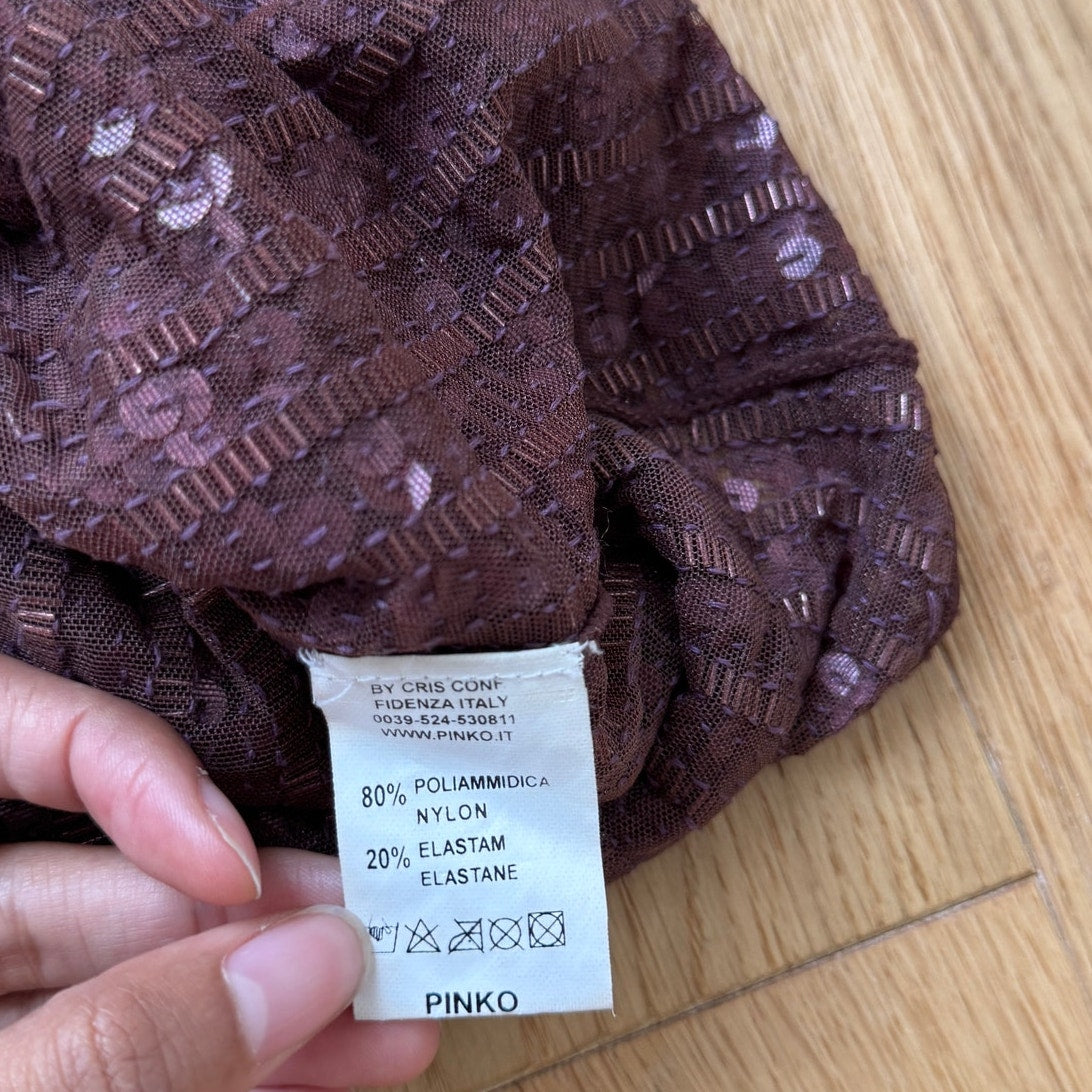 BY CRIS CONF.
FIDENZA ITALY
0039-524-530811
WWW.PINKO.IT
80% POLIAMMIDICA
NYLON
20% ELASTAM
ELASTANE
PINKO